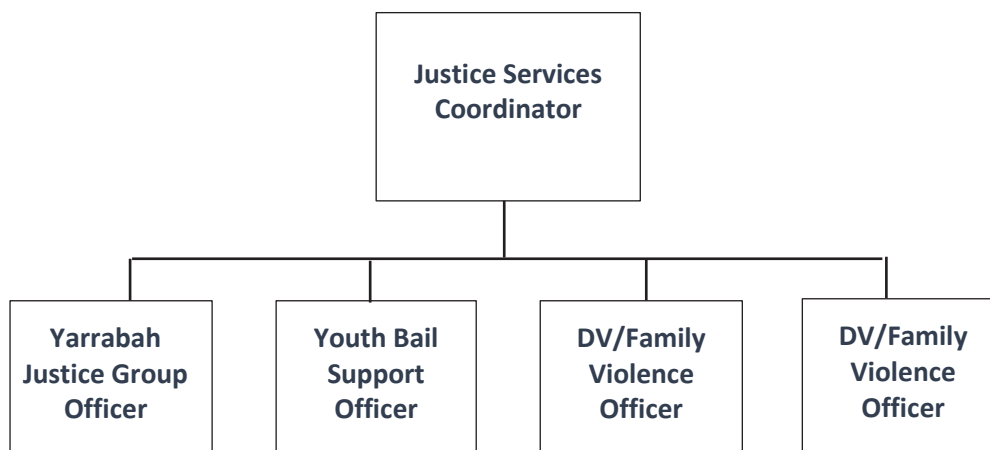 Justice Services
Coordinator
Yarrabah
Justice Group
Officer
Youth Bail
Support
Officer
DV/Family
Violence
Officer
DV/Family
Violence
Officer